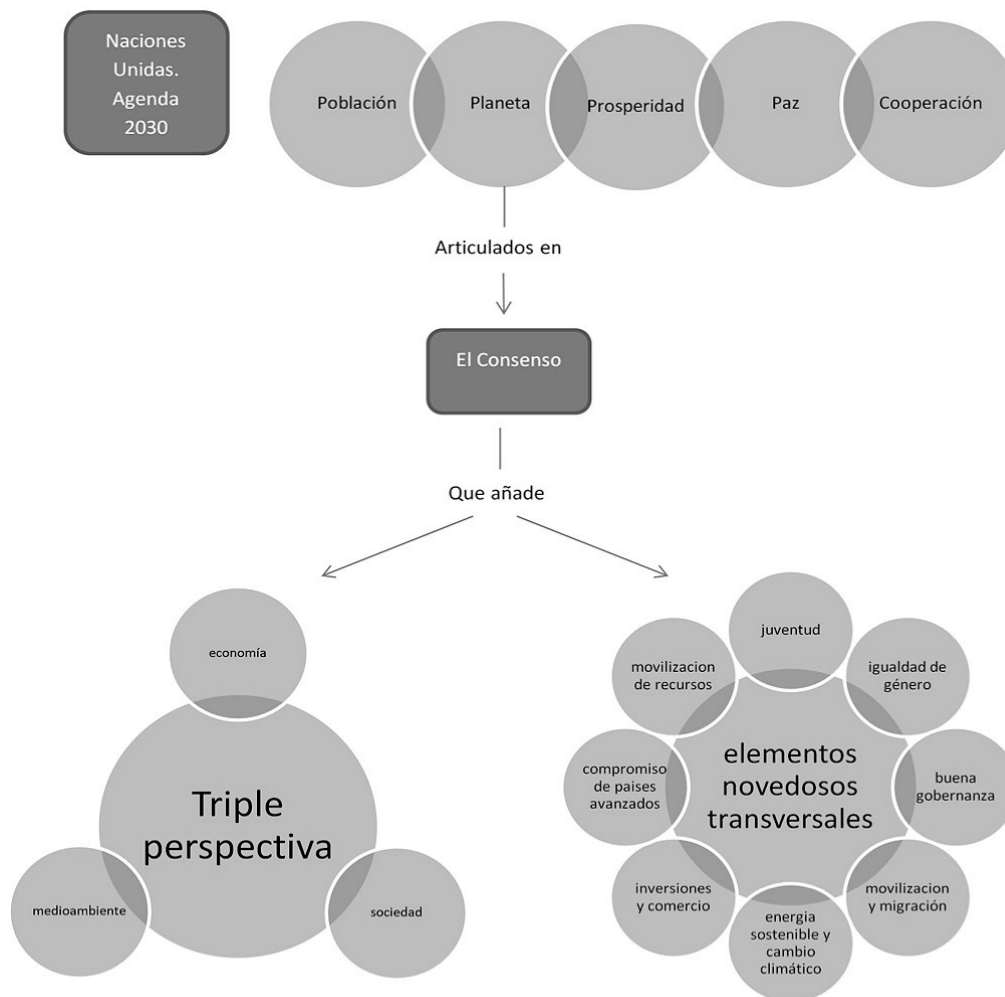 Naciones
Unidas.
Agenda
2030
Población
Planeta
Prosperidad
Paz
Cooperación
Articulados en
El Consenso
Que añade
economía
Triple
perspectiva
medioambiente
sociedad
juventud
igualdad de
género
buena
gobernanza
movilizacion
y migración
energia
sostenible y
cambio
climático
inversiones
y comercio
compromiso
de paises
avanzados
movilizacion
de recursos
elementos
novedosos
transversales